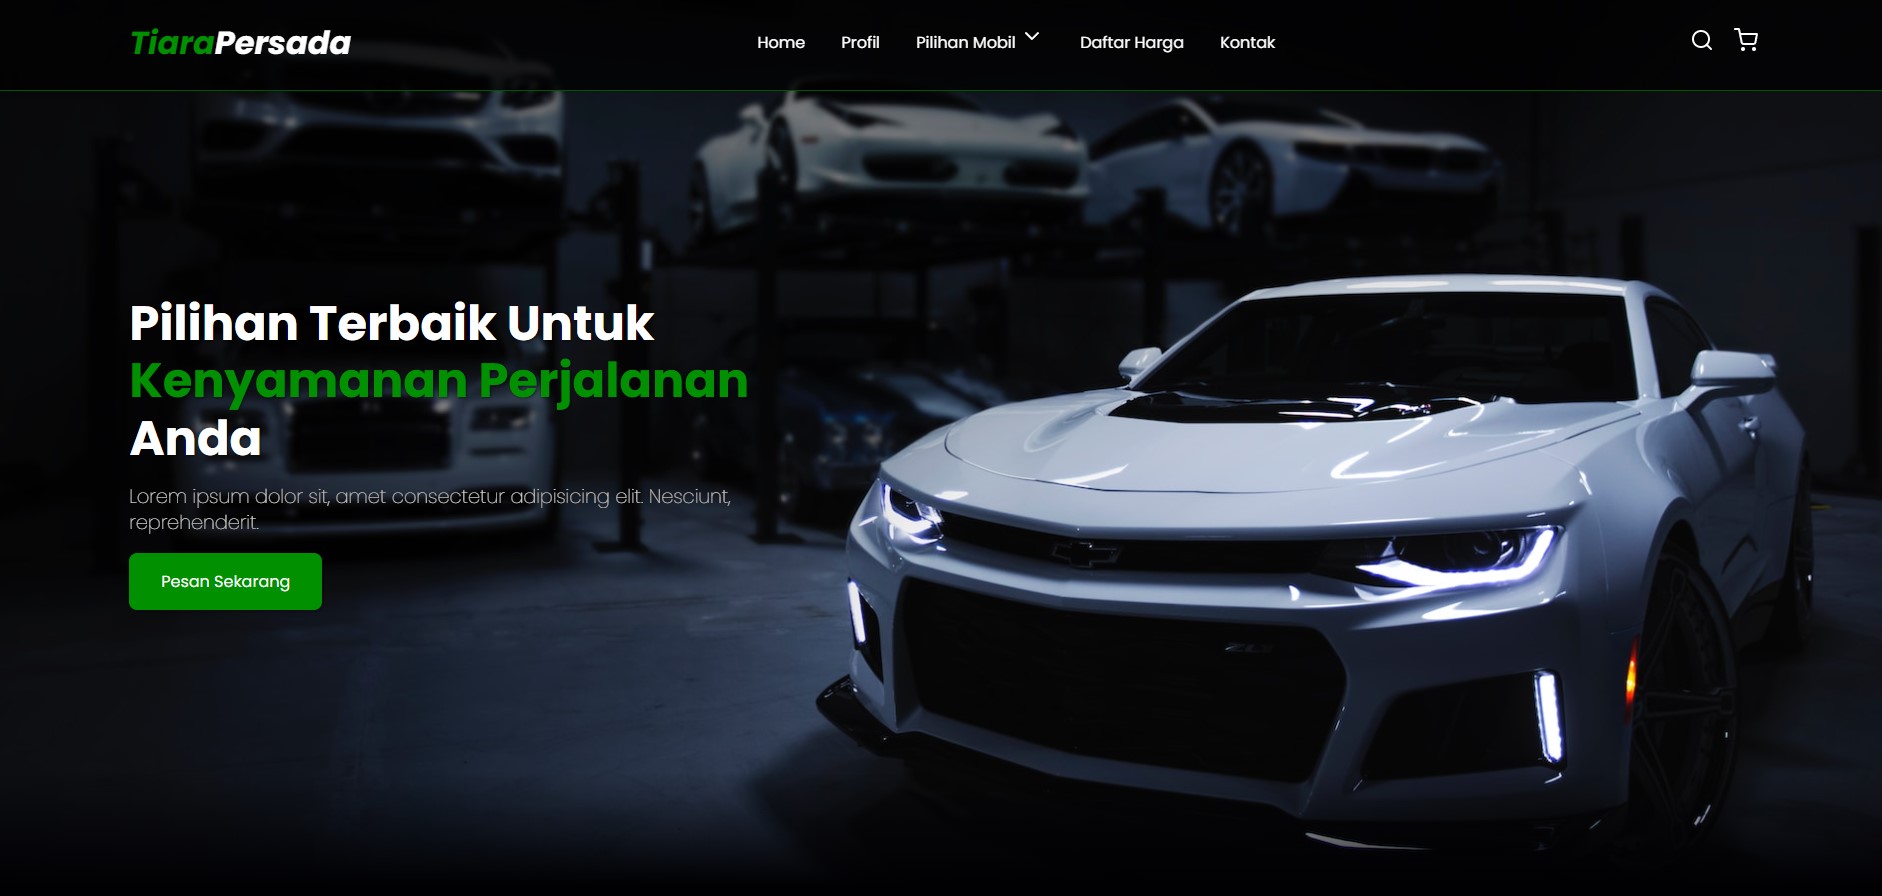 TiaraPersada
Home Profil Pilihan Mobil Daftar Harga Kontak
Pilihan Terbaik Untuk
Kenyamanan Perjalanan
Anda
Lorem ipsum dolor sit, amet consectetur adipisicing elit. Nesciunt,
reprehenderit.
Pesan Sekarang
ZL1